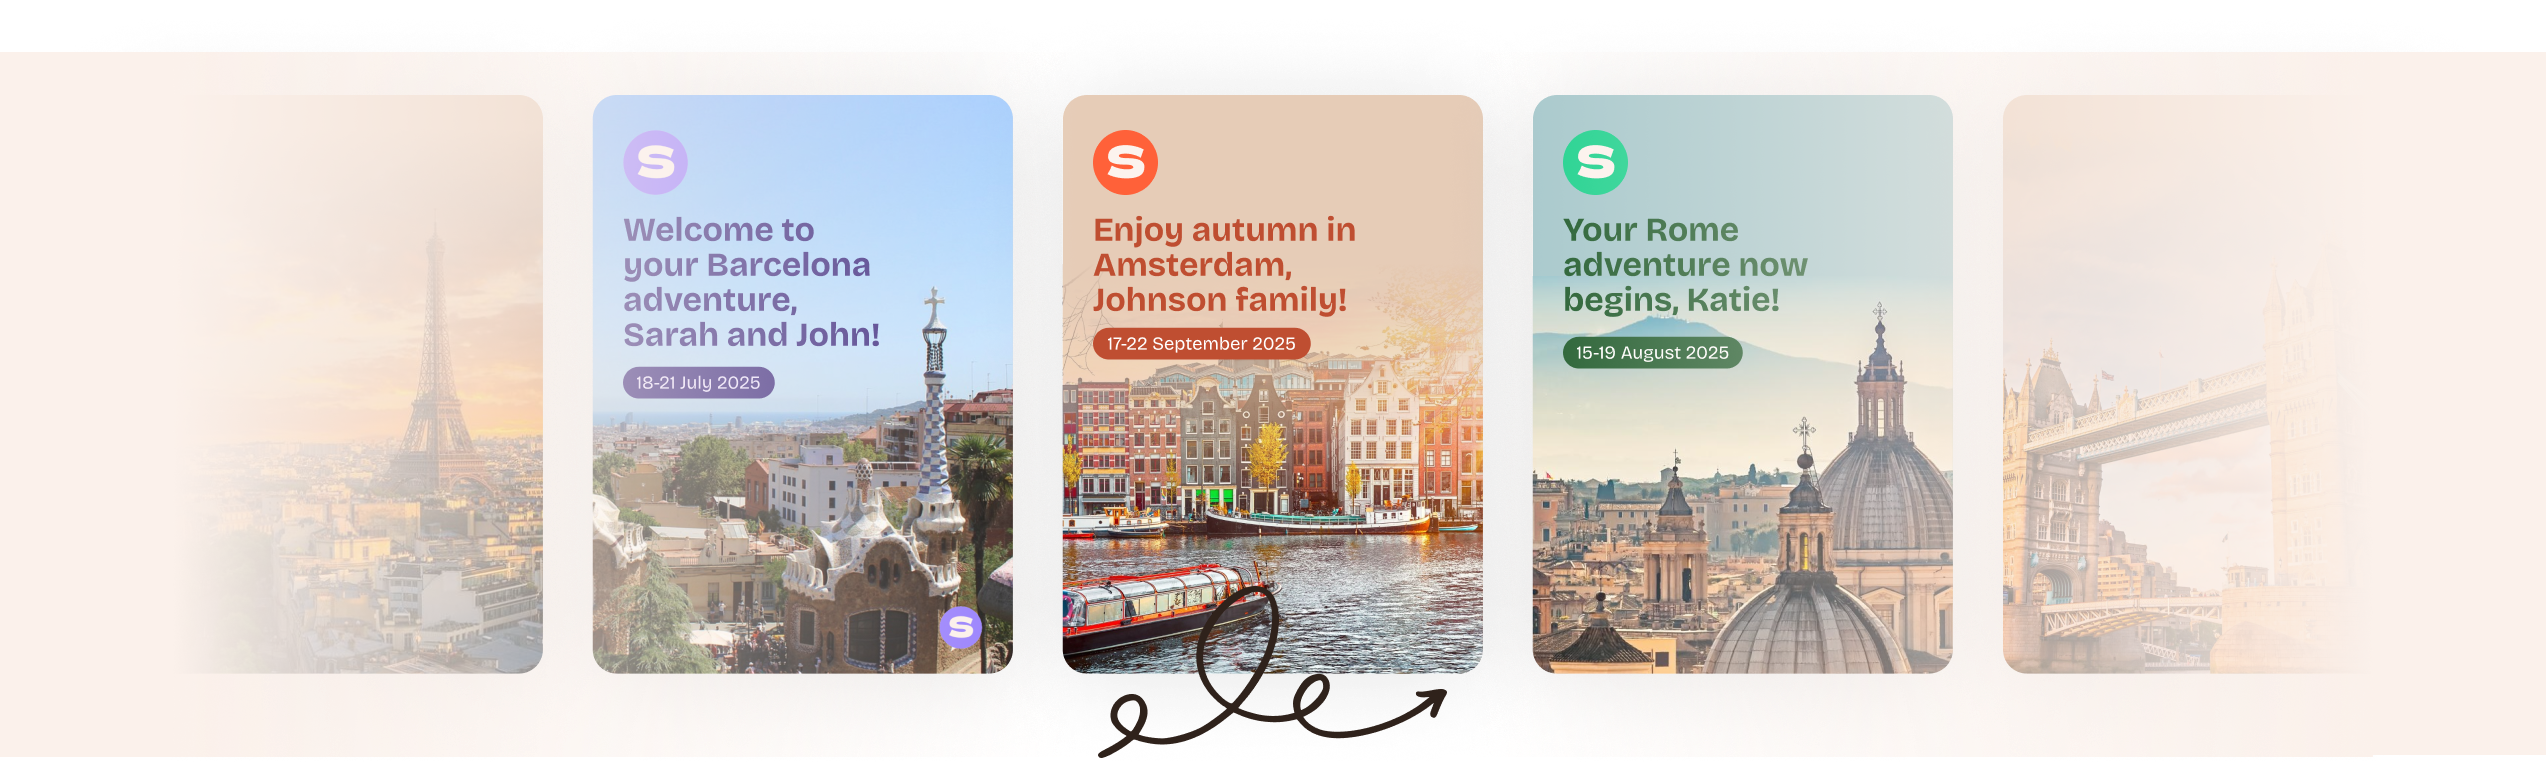 S
Welcome to
your Barcelona
adventure,
Sarah and John!
18-21 July 2025
S
S
Enjoy autumn in
Amsterdam,
Johnson family!
17-22 September 2025
S
Your Rome
adventure now
begins, Katie!
15-19 August 2025